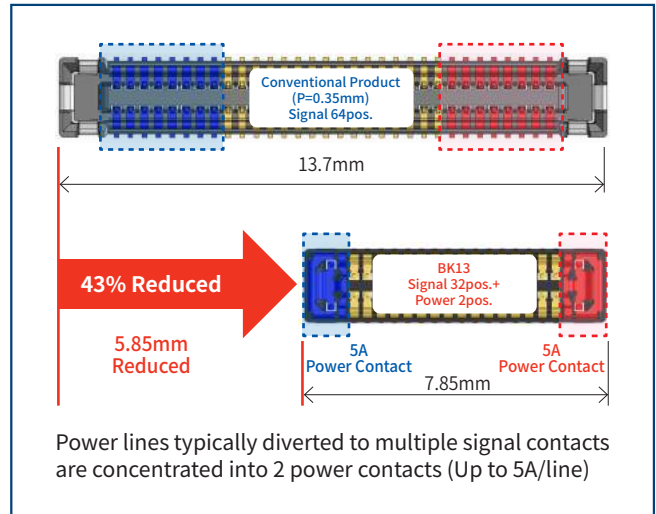 Conventional Product
(P=0.35mm)
Signal 64pos.
13.7mm
43% Reduced
5.85mm
Reduced
BK13
Signal 32pos.+
Power 2pos.
5A
Power Contact
5A
Power Contact
7.85mm
Power lines typically diverted to multiple signal contacts
are concentrated into 2 power contacts (Up to 5A/line)